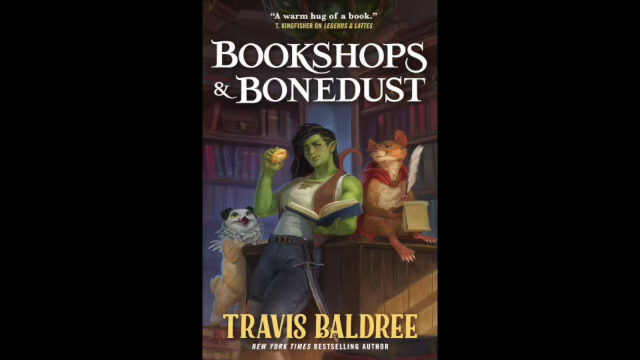 “A warm hug of a book.”
T. KINGFISHER ON LEGENDS & LATTES
BOOKSHOPS
& BONEDUST
TRAVIS BALDREE
NEW YORK TIMES BESTSELLING AUTHOR